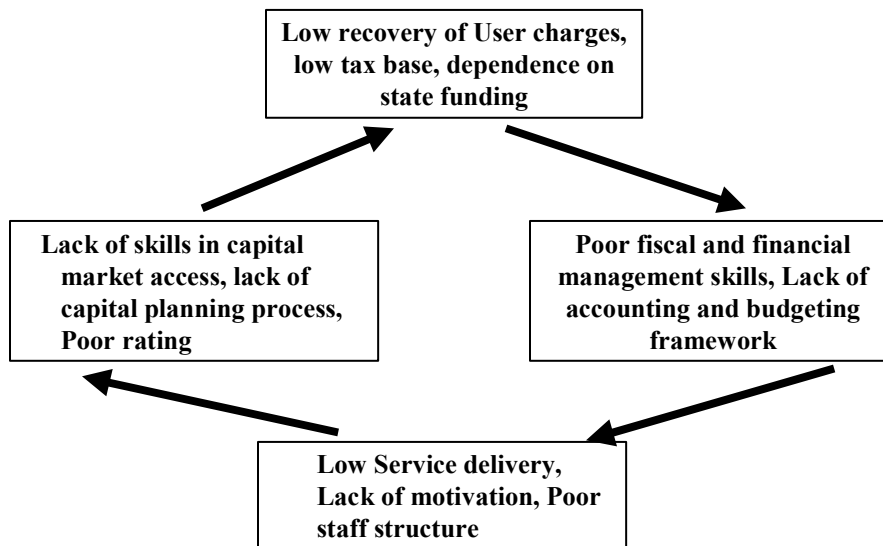 Low recovery of User charges,
low tax base, dependence on
state funding
Lack of skills in capital
market access, lack of
capital planning process,
Poor rating
Poor fiscal and financial
management skills, Lack of
accounting and budgeting
framework
Low Service delivery,
Lack of motivation, Poor
staff structure